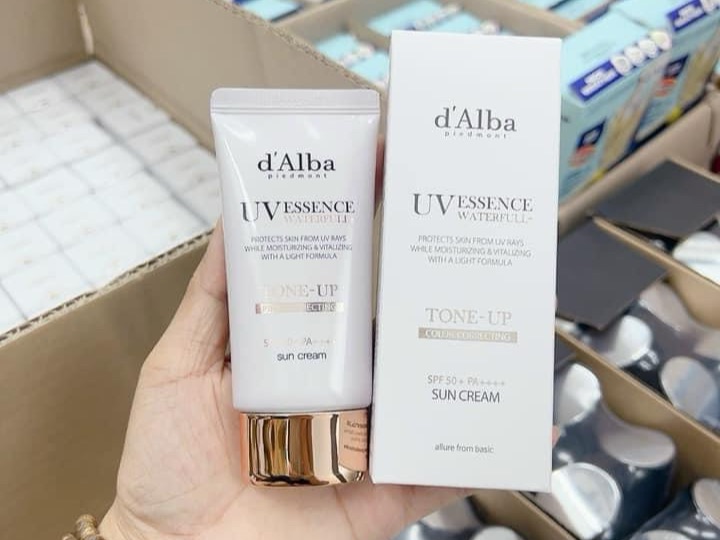 d'Alba
piedmont
UV ESSENCE
WATERFULL
PROTECTS SKIN FROM UV RAYS
WHILE MOISTURIZING & VITALIZING
WITH A LIGHT FORMULA
TONE-UP
PA+++
sun cream
d'Alba
piedmont
UV ESSENCE
WATERFULL
PROTECTS SKIN FROM UV RAYS
WHILE MOISTURIZING & VITALIZING
WITH A LIGHT FORMULA
TONE-UP
COLOR CORRECTING
SPF 50+ PA++++
SUN CREAM
allure from basic